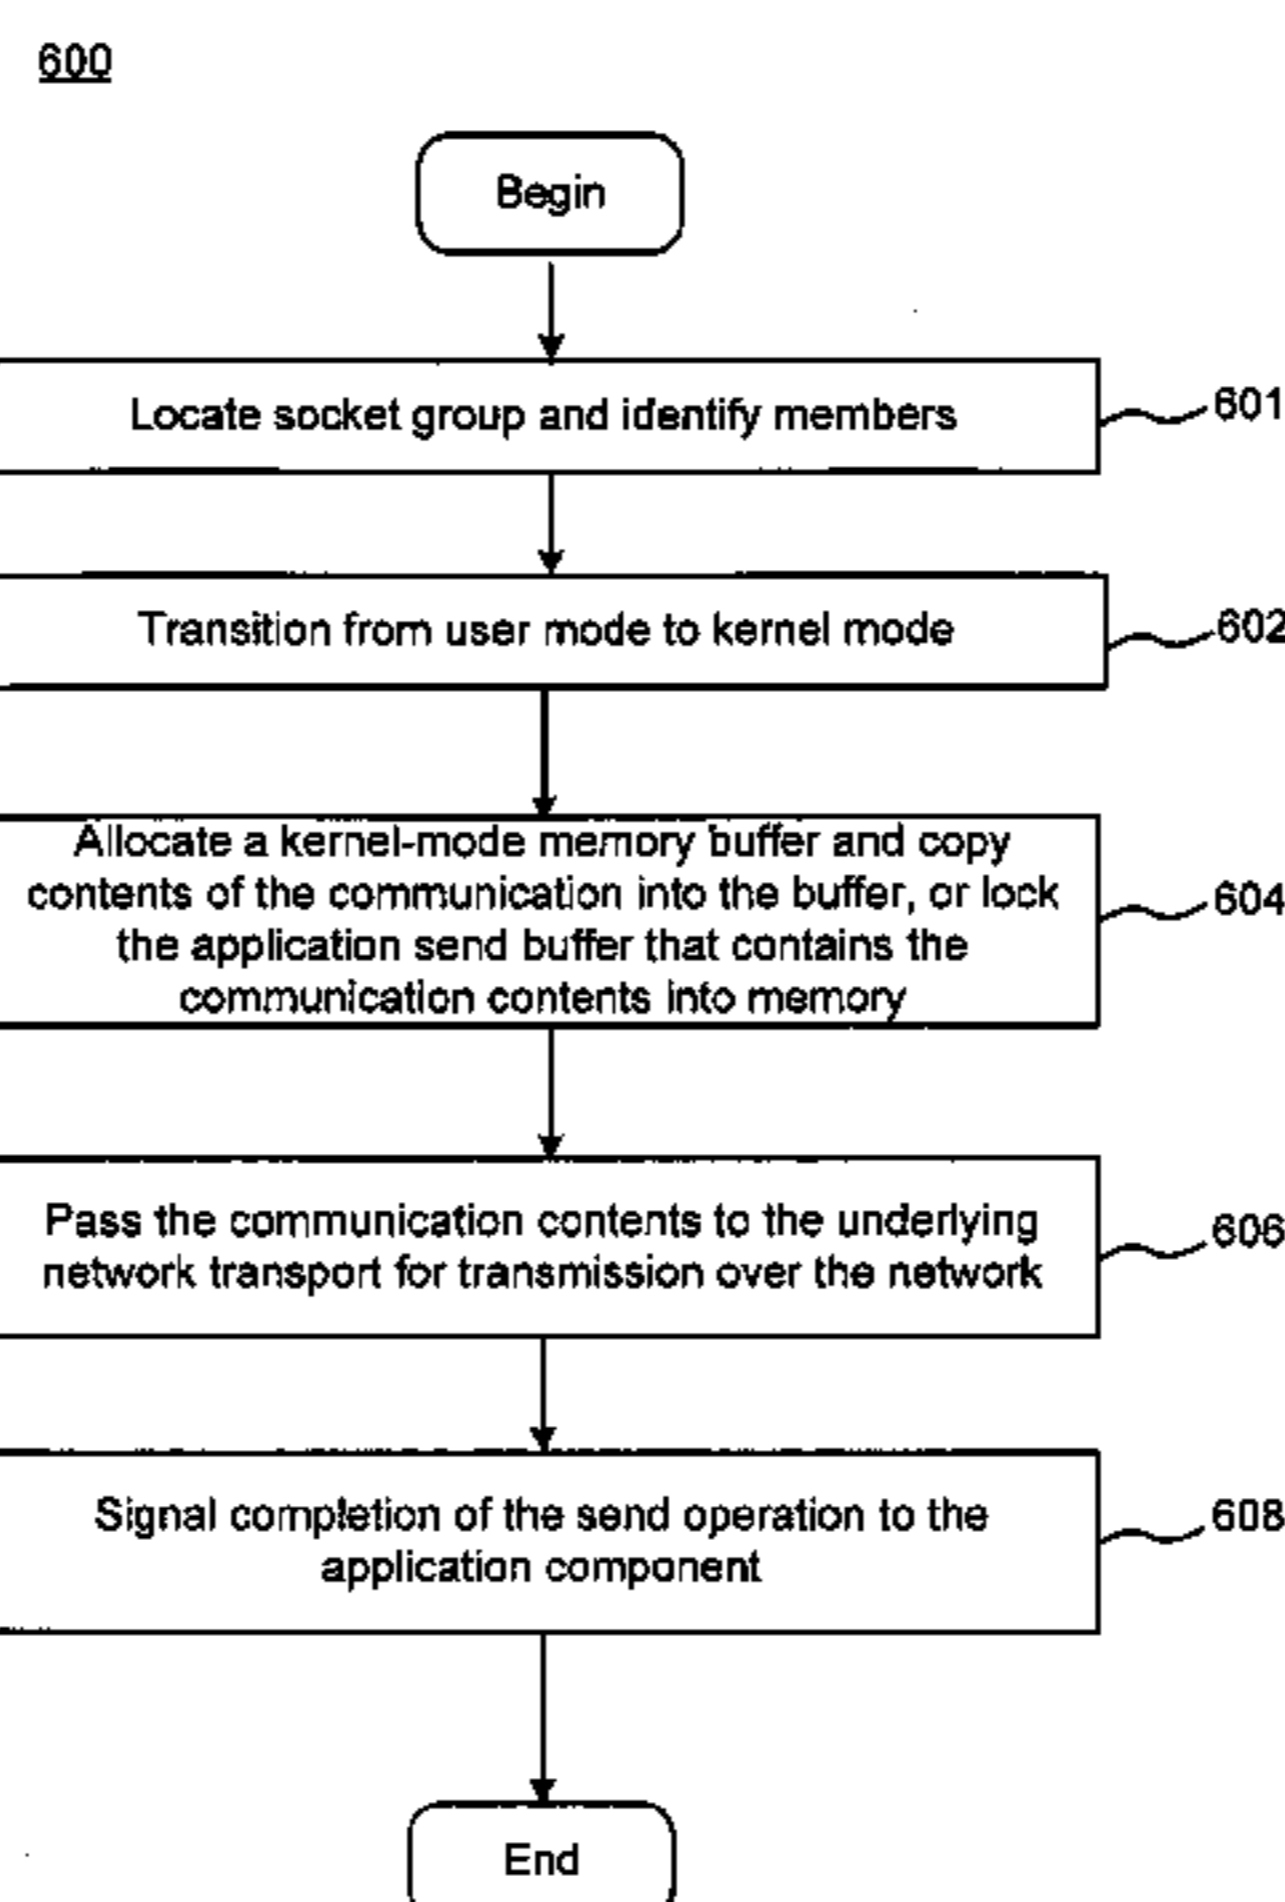 600
Begin
Locate socket group and identify members
601
Transition from user mode to kernel mode
602
Allocate a kernel-mode memory buffer and copy
contents of the communication into the buffer, or lock
the application send buffer that contains the
communication contents into memory
604
Pass the communication contents to the underlying
network transport for transmission over the network
606
Signal completion of the send operation to the
application component
608
End